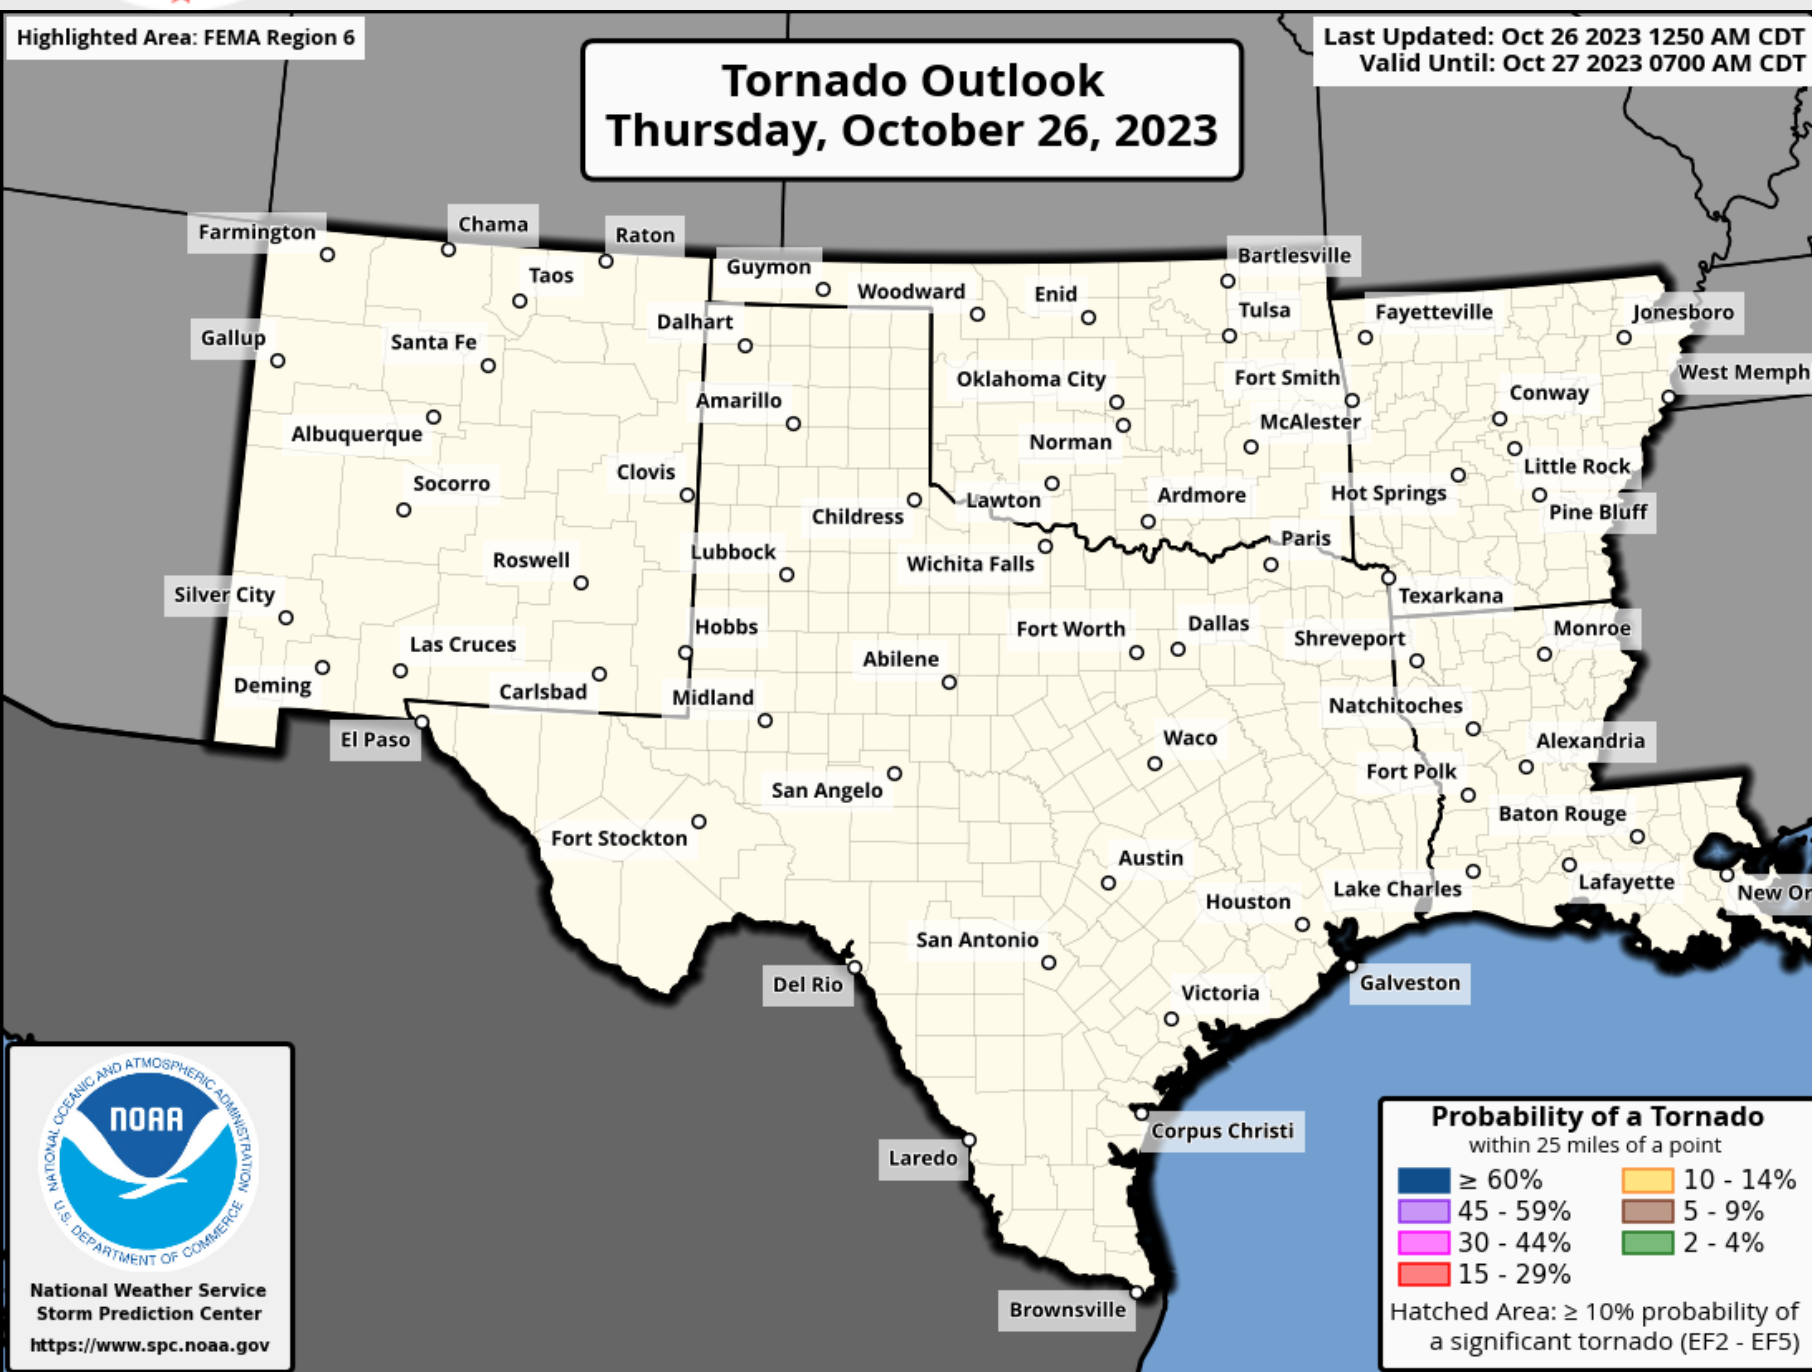 Highlighted Area: FEMA Region 6
Tornado Outlook
Thursday, October 26, 2023
Last Updated: Oct 26 2023 1250 AM CDT
Valid Until: Oct 27 2023 0700 AM CDT
Farmington
Chama
Raton
Taos
Guymon
Woodward
Enid
Bartlesville
Tulsa
Fayetteville
Jonesboro
Gallup
Santa Fe
Dalhart
Oklahoma City
Fort Smith
West Memph
Conway
Amarillo
Albuquerque
Norman
McAlester
Little Rock
Clovis
Socorro
Childress
Lawton
Ardmore
Hot Springs
Pine Bluff
Roswell
Lubbock
Wichita Falls
Paris
Silver City
Texarkana
Las Cruces
Hobbs
Fort Worth
Dallas
Shreveport
Monroe
Abilene
Deming
Carlsbad
Midland
Natchitoches
El Paso
Waco
Alexandria
San Angelo
Fort Polk
Baton Rouge
Fort Stockton
Austin
Houston
Lake Charles
Lafayette
New Or
San Antonio
Del Rio
Victoria
Galveston
Corpus Christi
Laredo
Brownsville
NATIONAL OCEANIC AND ATMOSPHERIC ADMINISTRATION
NOAA
U.S. DEPARTMENT OF COMMERCE
National Weather Service
Storm Prediction Center
https://www.spc.noaa.gov
Probability of a Tornado
within 25 miles of a point
≥ 60%
45 - 59%
30 - 44%
15 - 29%
10 - 14%
5 - 9%
2 - 4%
Hatched Area: ≥ 10% probability of
a significant tornado (EF2 - EF5)